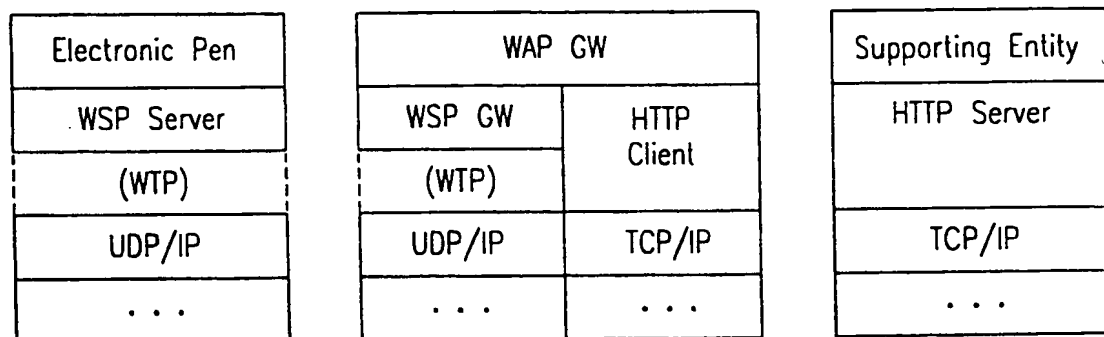 Electronic Pen
WSP Server
(WTP)
UDP/IP
. . .
WAP GW
WSP GW
(WTP)
UDP/IP
. . .
HTTP
Client
TCP/IP
. . .
Supporting Entity
HTTP Server
TCP/IP
. . .